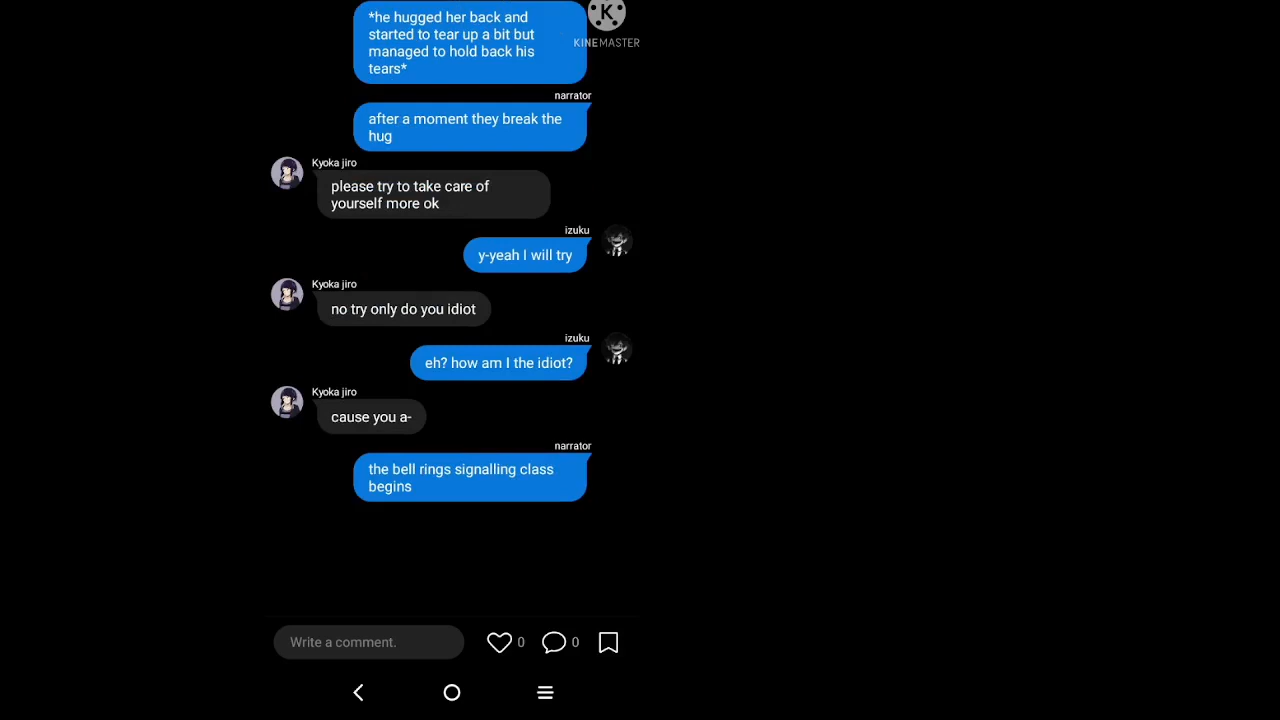 *he hugged her back and
started to tear up a bit but
managed to hold back his
tears*
K
KINEMASTER
narrator
after a moment they break the
hug
Kyoka jiro
please try to take care of
yourself more ok
izuku
y-yeah I will try
Kyoka jiro
no try only do you idiot
izuku
eh? how am I the idiot?
Kyoka jiro
cause you a-
narrator
the bell rings signalling class
begins
Write a comment.
0
0